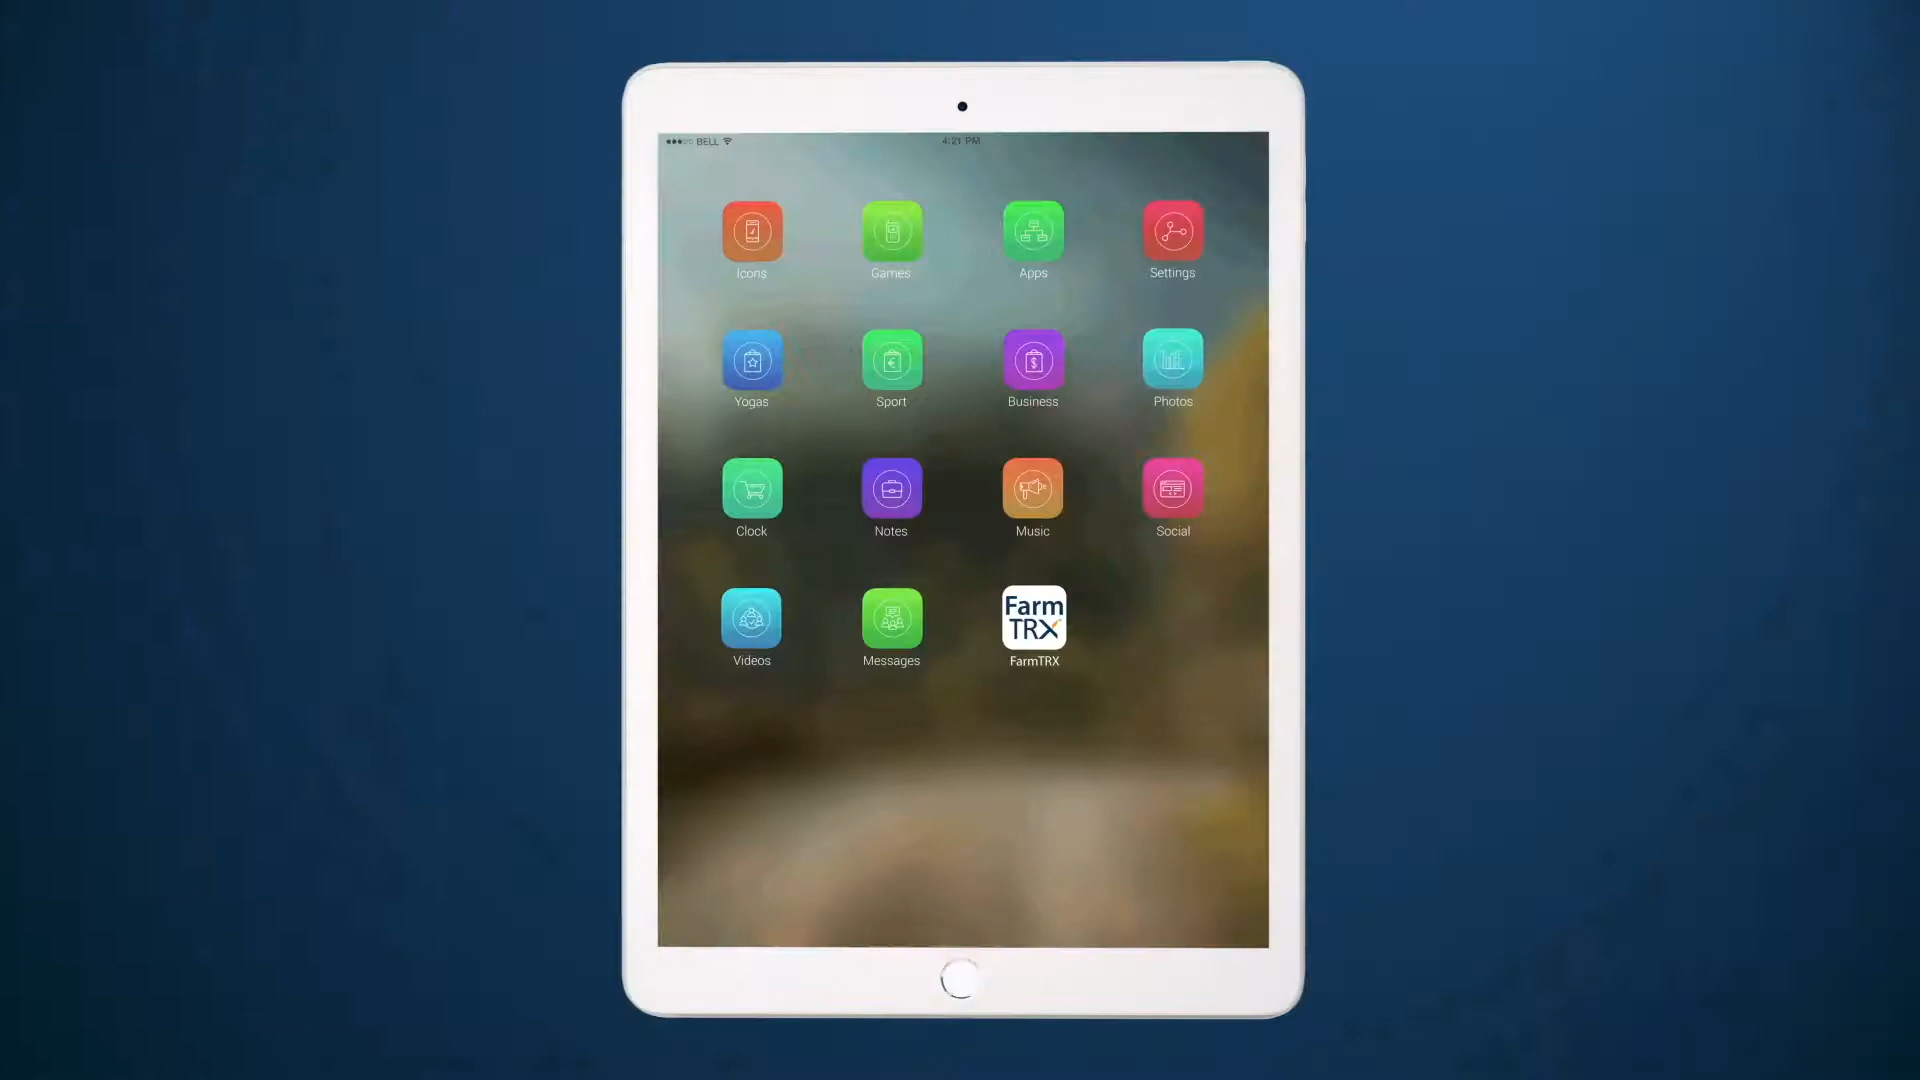 BELL
4:21 PM
Icons
Games
Apps
Settings
Yogas
Sport
Business
Photos
Clock
Notes
Music
Social
Videos
Messages
Farm
TRX
FarmTRX